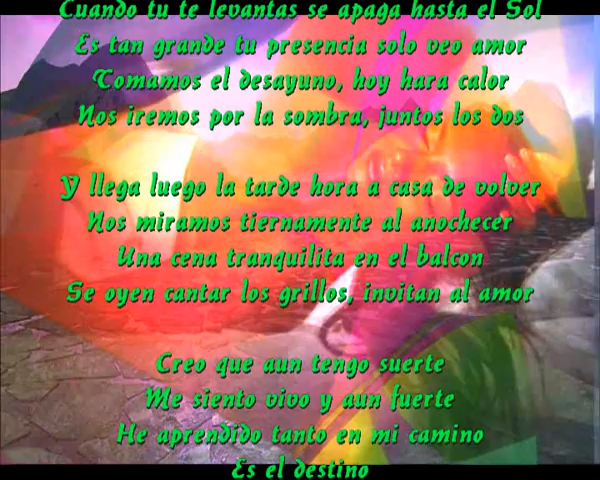 Cuando tu te levantas se apaga hasta el Sol
Es tan grande tu presencia solo veo amor
Tomamos el desayuno, hoy hara calor
Nos iremos por la sombra, juntos los dos
Y llega luego la tarde hora a casa de volver
Nos miramos tiernamente al anochecer
Una cena tranquilita en el balcon
Se oyen cantar los grillos, invitan al amor
Creo que aun tengo suerte
Me siento vivo y aun fuerte
He aprendido tanto en mi camino
Es el destino